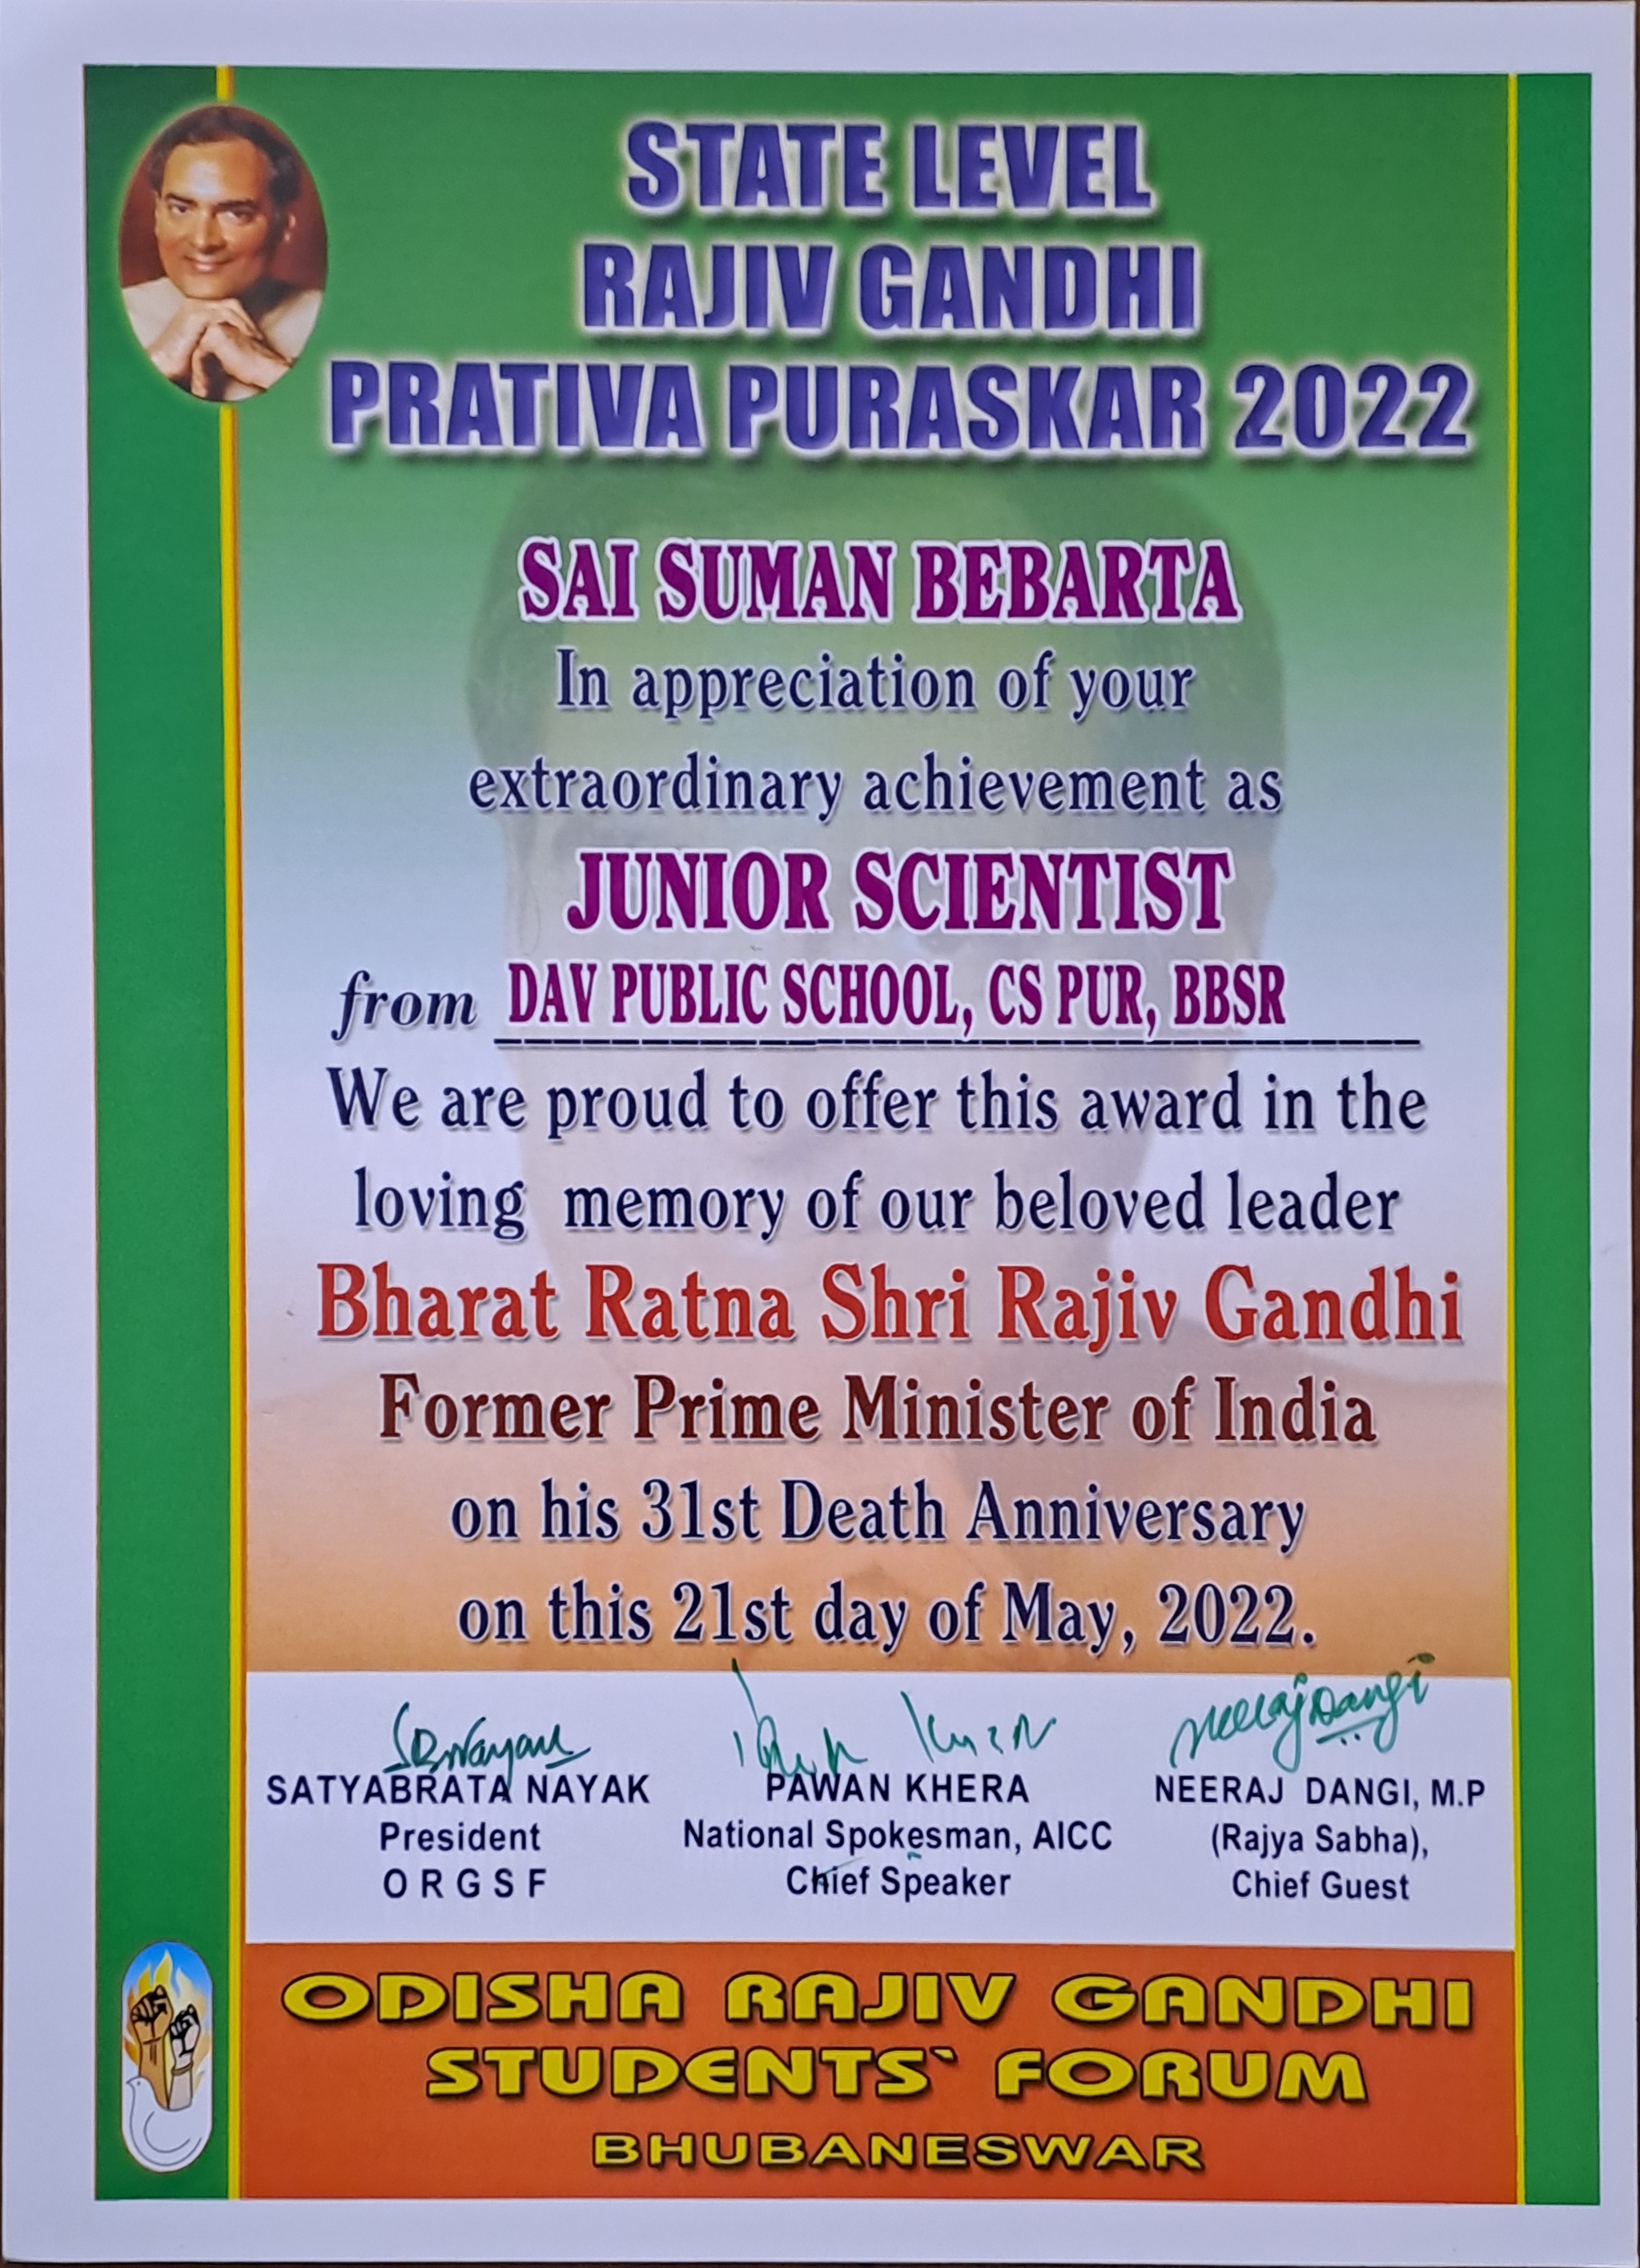 STATE LEVEL
RAJIV GANDHI
PRATIVA PURASKAR 2022
SAI SUMAN BEBARTA
In appreciation of your
extraordinary achievement as
JUNIOR SCIENTIST
from DAV PUBLIC SCHOOL, CS PUR, BBSR
We are proud to offer this award in the
loving memory of our beloved leader
Bharat Ratna Shri Rajiv Gandhi
Former Prime Minister of India
on his 31st Death Anniversary
on this 21st day of May, 2022.
SBNayak
neerajdangi
SATYABRATA NAYAK
President
O R G S F
PAWAN KHERA
National Spokesman, AICC
Chief Speaker
NEERAJ DANGI, M.P
(Rajya Sabha),
Chief Guest
ODISHA RAJIV GANDHI
STUDENTS` FORUM
BHUBANESWAR